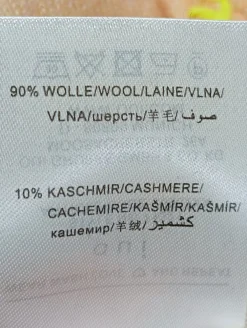 90% WOLLE/WOOL/LAINE/VLNA/
VLNA/шерсть/羊毛/صوف
10% KASCHMIR/CASHMERE/
CACHEMIRE/KAŠMÍR/KAŠMÍR/
кашемир/羊绒/كشمير